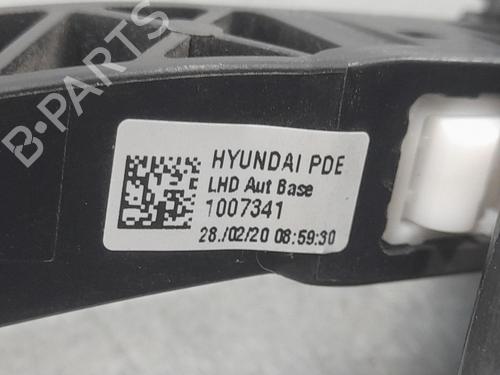 B-PARTS
HYUNDAI PDE
LHD Aut Base
1007341
28./02/20 08:59:30